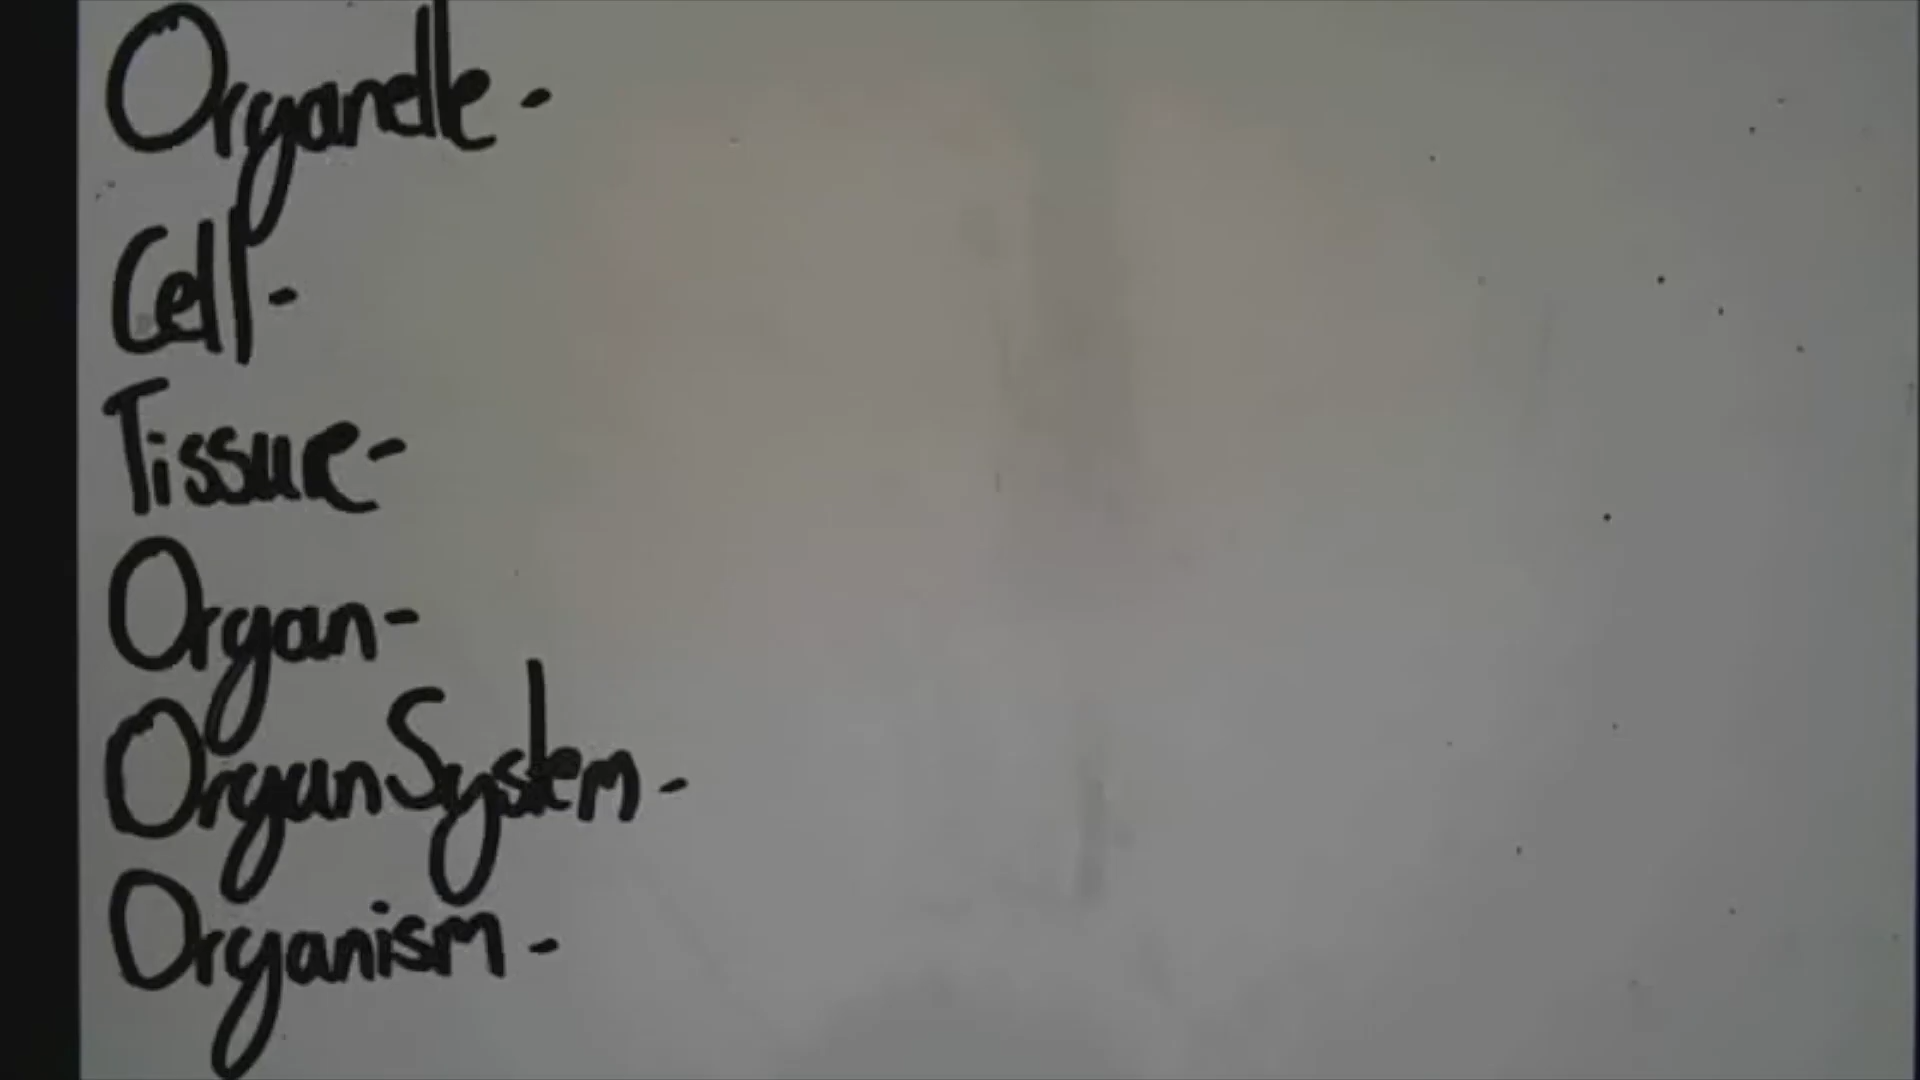 Organelle -
Cell -
Tissue -
Organ -
Organ System -
Organism -